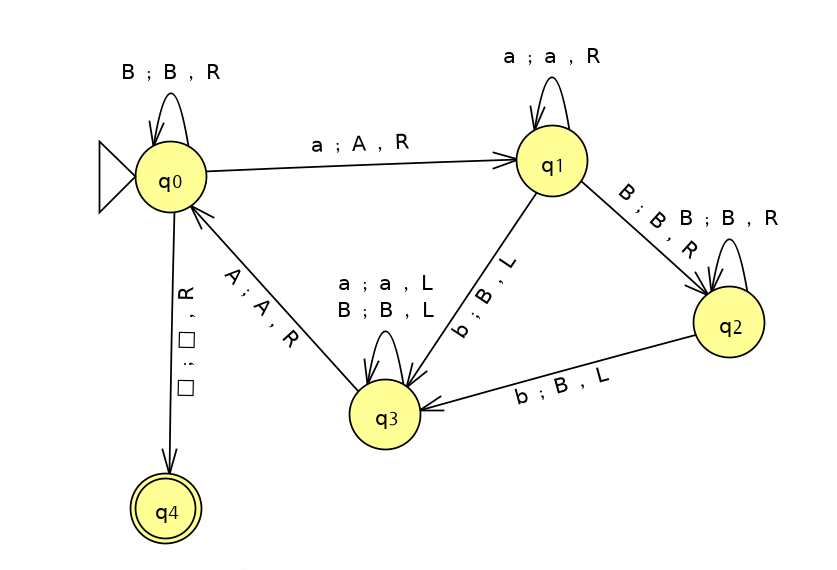 a ; a , R
B ; B , R
a ; A , R
q1
q0
B ; B , R
B ; B , R
A ; A , R
b ; B , L
a ; a , L
B ; B , L
□ ; □ , R
q2
b ; B , L
q3
q4